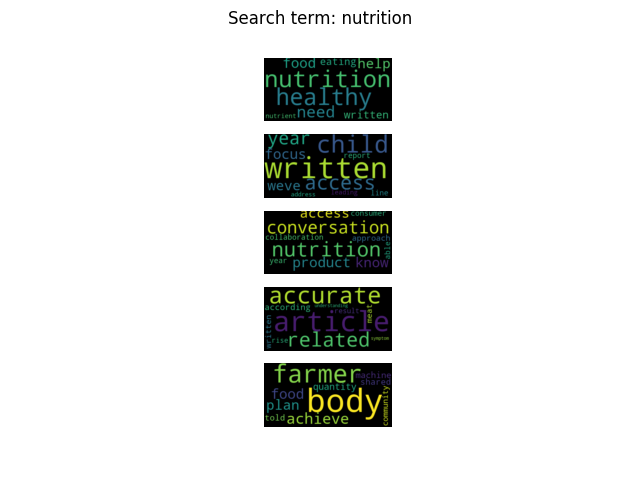 Search term: nutrition
food eating help
nutrition
healthy
need
nutrient written
year child
focus report
written
weve access
address leading line
access consumer
conversation
collaboration approach
nutrition able
year product know
accurate
according understanding
result meat
article
written rise related symptom
farmer machine
shared
food quantity
plan body community
told achieve